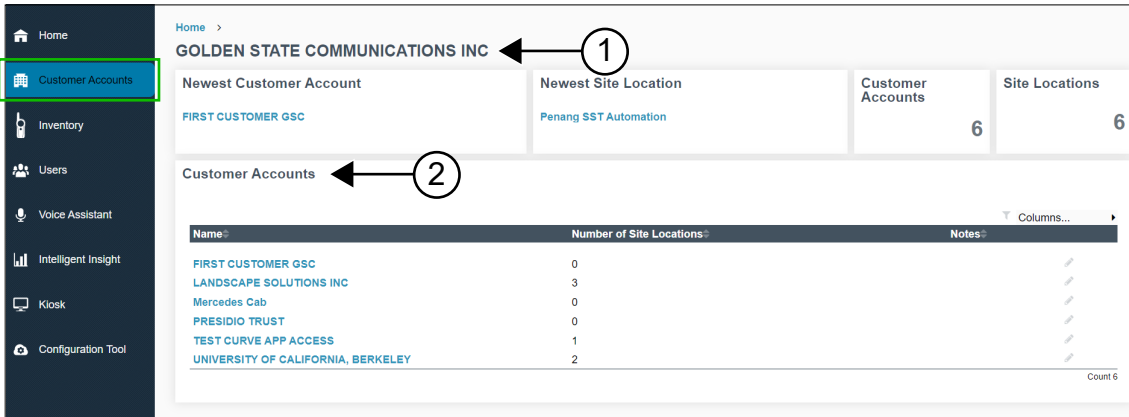 Home
Customer Accounts
Inventory
Users
Voice Assistant
Intelligent Insight
Kiosk
Configuration Tool
Home >
GOLDEN STATE COMMUNICATIONS INC 1
Newest Customer Account
FIRST CUSTOMER GSC
Newest Site Location
Penang SST Automation
Customer
Accounts
6
Site Locations
6
Customer Accounts 2
Columns...
Name Number of Site Locations Notes
FIRST CUSTOMER GSC 0
LANDSCAPE SOLUTIONS INC 3
Mercedes Cab 0
PRESIDIO TRUST 0
TEST CURVE APP ACCESS 1
UNIVERSITY OF CALIFORNIA, BERKELEY 2
Count 6